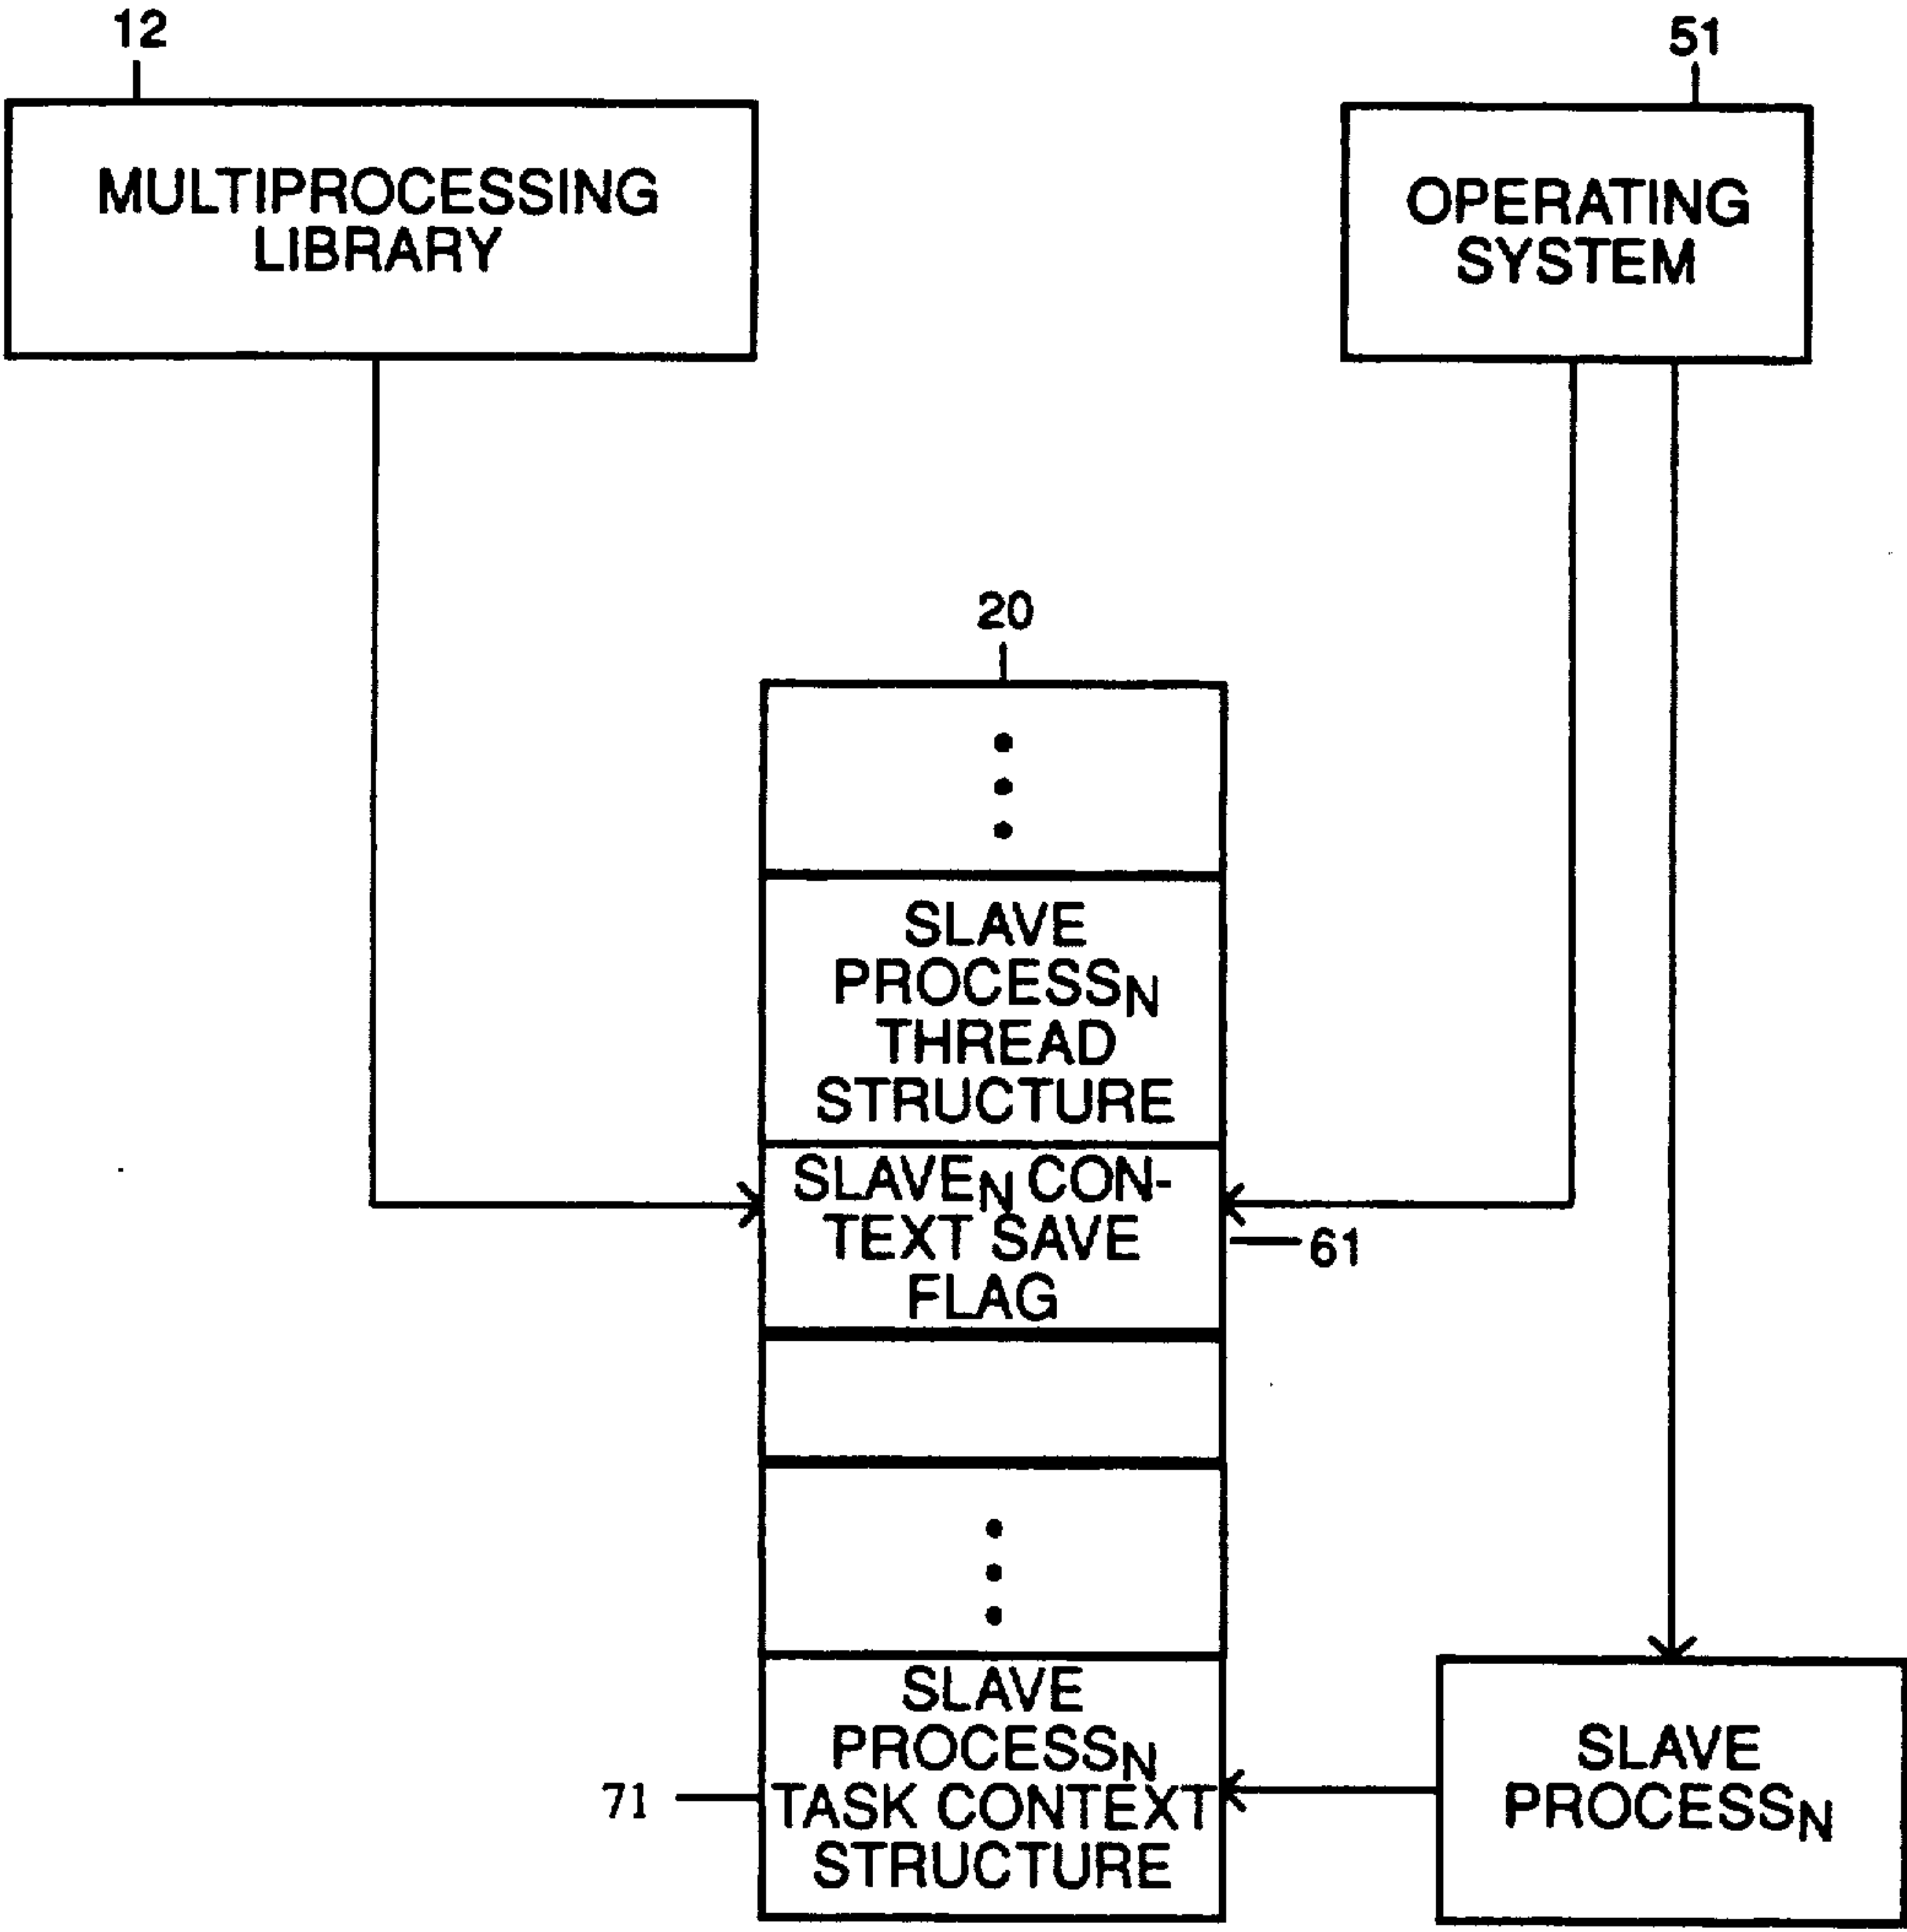 12
MULTIPROCESSING
LIBRARY
51
OPERATING
SYSTEM
20
SLAVE
PROCESSN
THREAD
STRUCTURE
SLAVEN CON-
TEXT SAVE
FLAG
61
SLAVE
PROCESSN
TASK CONTEXT
STRUCTURE
71
SLAVE
PROCESSN